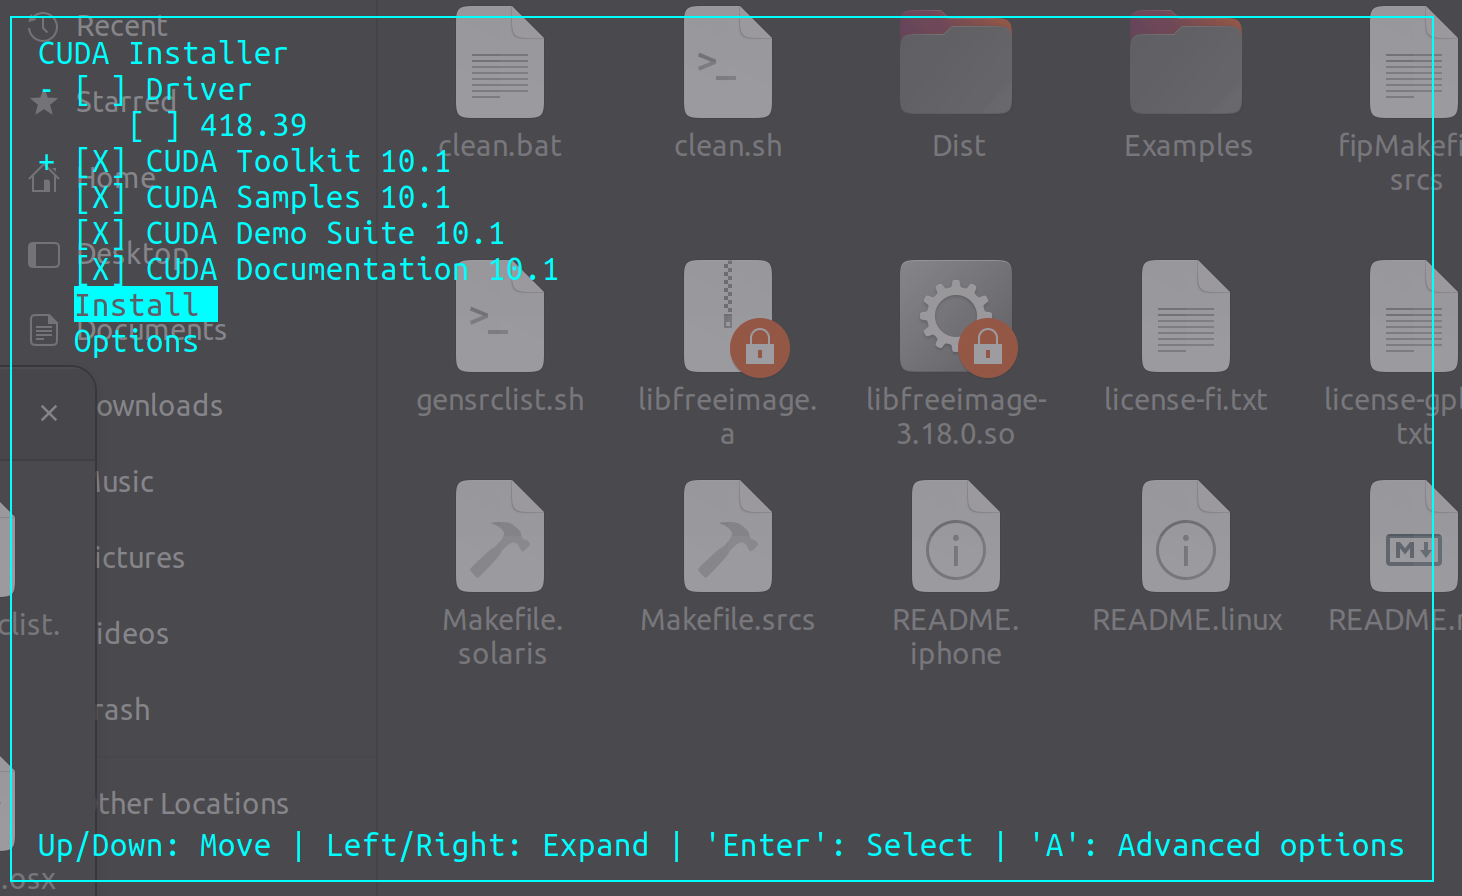 CUDA Installer
- [ ] Driver
[ ] 418.39
+ [X] CUDA Toolkit 10.1
[X] CUDA Samples 10.1
[X] CUDA Demo Suite 10.1
[X] CUDA Documentation 10.1
Install
Options
Up/Down: Move | Left/Right: Expand | 'Enter': Select | 'A': Advanced options
Recent
Starred
Home
Desktop
Documents
ownloads
Music
ictures
ideos
rash
ther Locations
clist.
.osx
clean.bat
clean.sh
Dist
Examples
fipMakefi
srcs
gensrclist.sh
libfreeimage.
a
libfreeimage-
3.18.0.so
license-fi.txt
license-gpl
txt
Makefile.
solaris
Makefile.srcs
README.
iphone
README.linux
README.